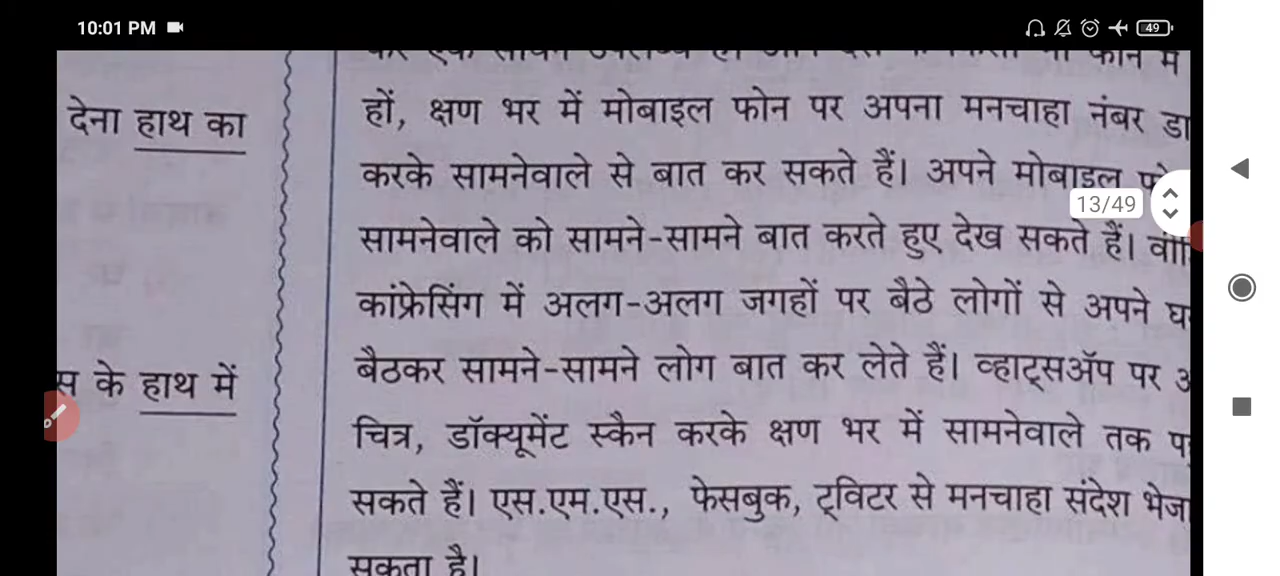 10:01 PM
49
देना हाथ का
स के हाथ में
हों, क्षण भर में मोबाइल फोन पर अपना मनचाहा नंबर डा
करके सामनेवाले से बात कर सकते हैं। अपने मोबाइल
13/49
सामनेवाले को सामने-सामने बात करते हुए देख सकते हैं।
कांफ्रेसिंग में अलग-अलग जगहों पर बैठे लोगों से अपने घ
बैठकर सामने-सामने लोग बात कर लेते हैं। व्हाट्सअॅप पर अ
चित्र, डॉक्यूमेंट स्कैन करके क्षण भर में सामनेवाले तक प
सकते हैं। एस.एम.एस., फेसबुक, ट्विटर से मनचाहा संदेश भेजा
सकता है।